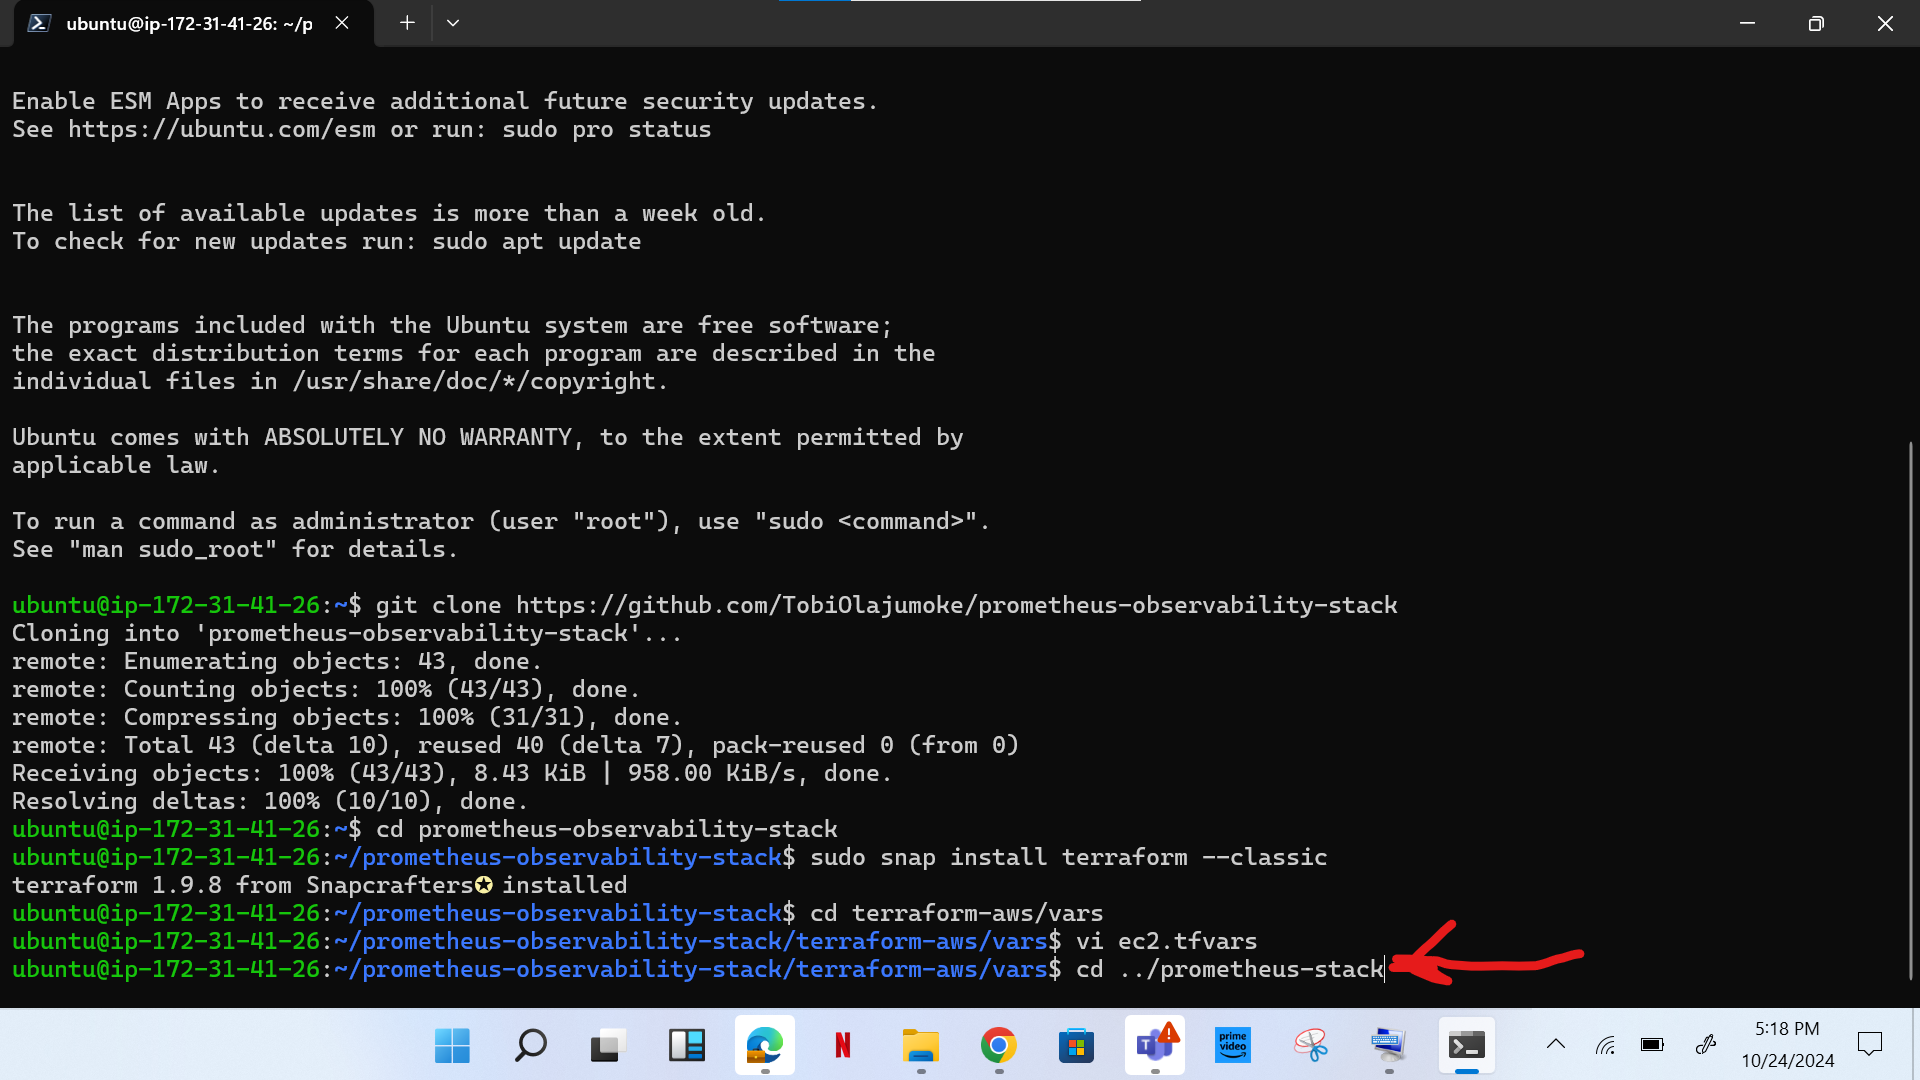 ubuntu@ip-172-31-41-26: ~/p
Enable ESM Apps to receive additional future security updates.
See https://ubuntu.com/esm or run: sudo pro status
The list of available updates is more than a week old.
To check for new updates run: sudo apt update
The programs included with the Ubuntu system are free software;
the exact distribution terms for each program are described in the
individual files in /usr/share/doc/*/copyright.
Ubuntu comes with ABSOLUTELY NO WARRANTY, to the extent permitted by
applicable law.
To run a command as administrator (user "root"), use "sudo <command>".
See "man sudo_root" for details.
ubuntu@ip-172-31-41-26:~$ git clone https://github.com/TobiOlajumoke/prometheus-observability-stack
Cloning into 'prometheus-observability-stack'...
remote: Enumerating objects: 43, done.
remote: Counting objects: 100% (43/43), done.
remote: Compressing objects: 100% (31/31), done.
remote: Total 43 (delta 10), reused 40 (delta 7), pack-reused 0 (from 0)
Receiving objects: 100% (43/43), 8.43 KiB | 958.00 KiB/s, done.
Resolving deltas: 100% (10/10), done.
ubuntu@ip-172-31-41-26:~$ cd prometheus-observability-stack
ubuntu@ip-172-31-41-26:~/prometheus-observability-stack$ sudo snap install terraform --classic
terraform 1.9.8 from Snapcrafters✪ installed
ubuntu@ip-172-31-41-26:~/prometheus-observability-stack$ cd terraform-aws/vars
ubuntu@ip-172-31-41-26:~/prometheus-observability-stack/terraform-aws/vars$ vi ec2.tfvars
ubuntu@ip-172-31-41-26:~/prometheus-observability-stack/terraform-aws/vars$ cd ../prometheus-stack
N
T
prime
video
5:18 PM
10/24/2024